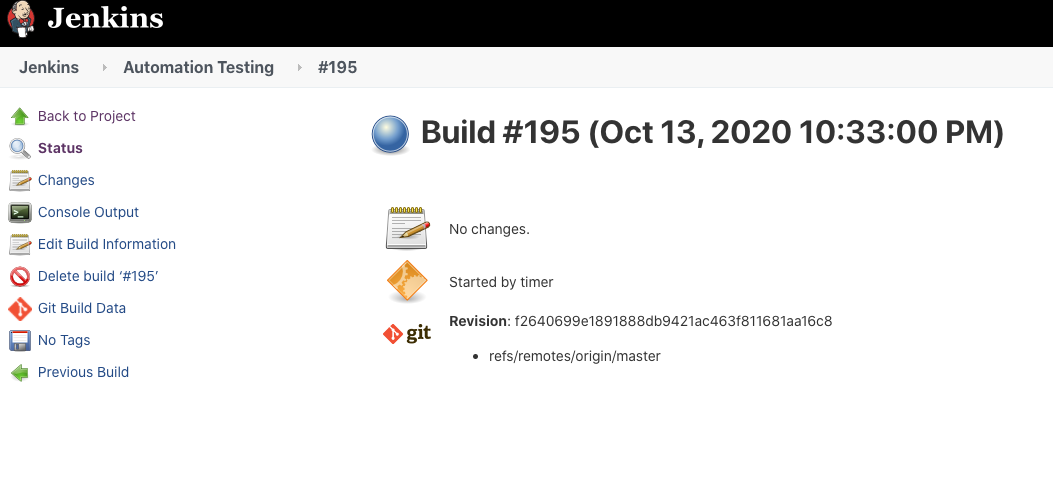 Jenkins
Jenkins Automation Testing #195
Back to Project
Status
Changes
Console Output
Edit Build Information
Delete build ‘#195’
Git Build Data
No Tags
Previous Build
Build #195 (Oct 13, 2020 10:33:00 PM)
No changes.
Started by timer
git
Revision: f2640699e1891888db9421ac463f811681aa16c8
refs/remotes/origin/master